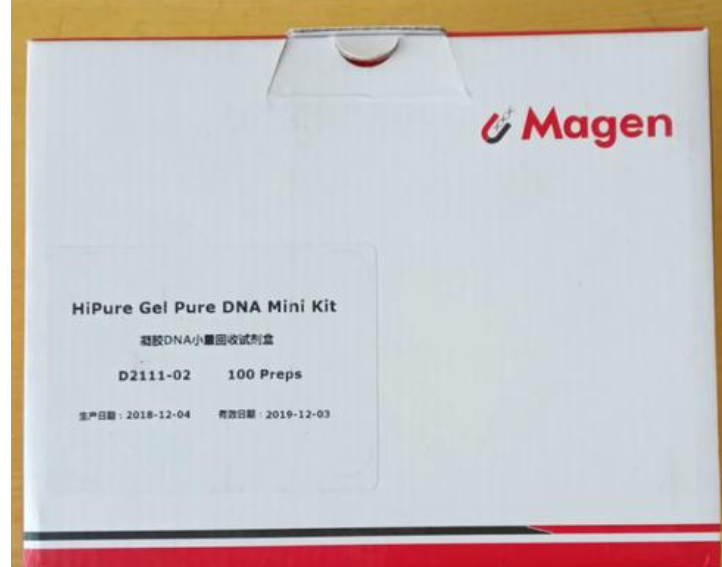 Magen
HiPure Gel Pure DNA Mini Kit
凝胶DNA小量回收试剂盒
D2111-02 100 Preps
生产日期：2018-12-04 有效日期：2019-12-03